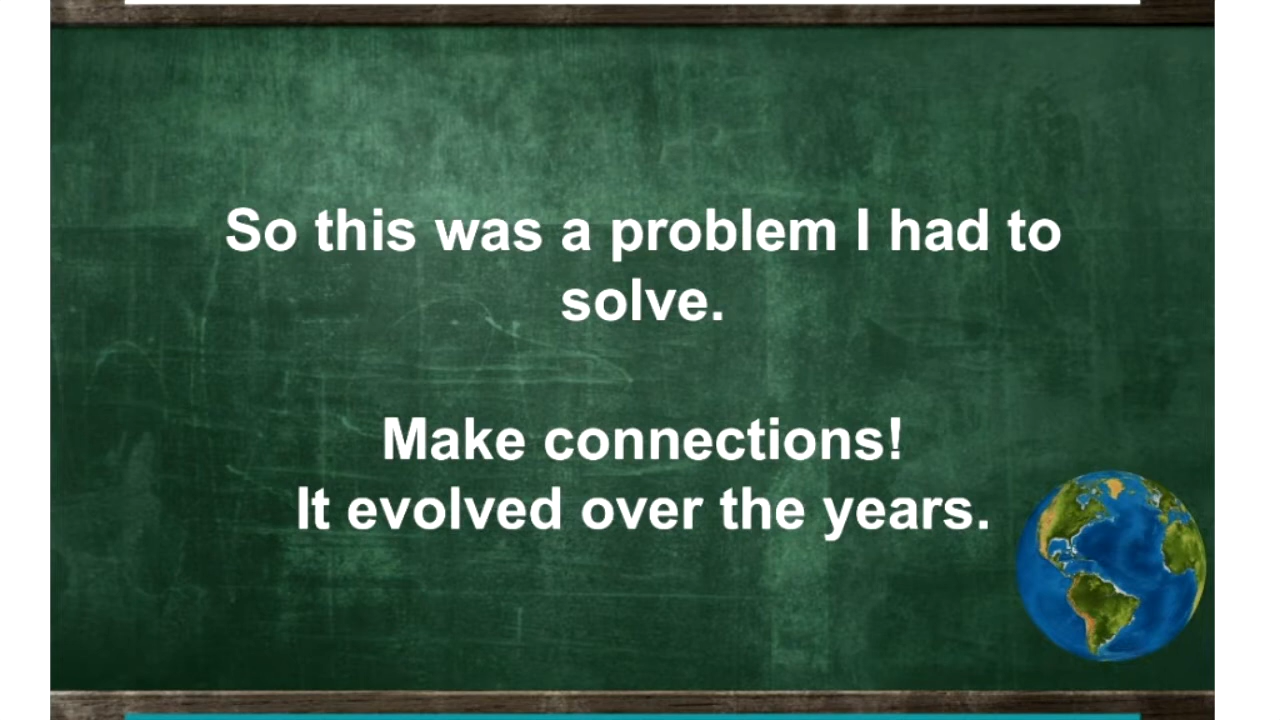 So this was a problem I had to
solve.
Make connections!
It evolved over the years.